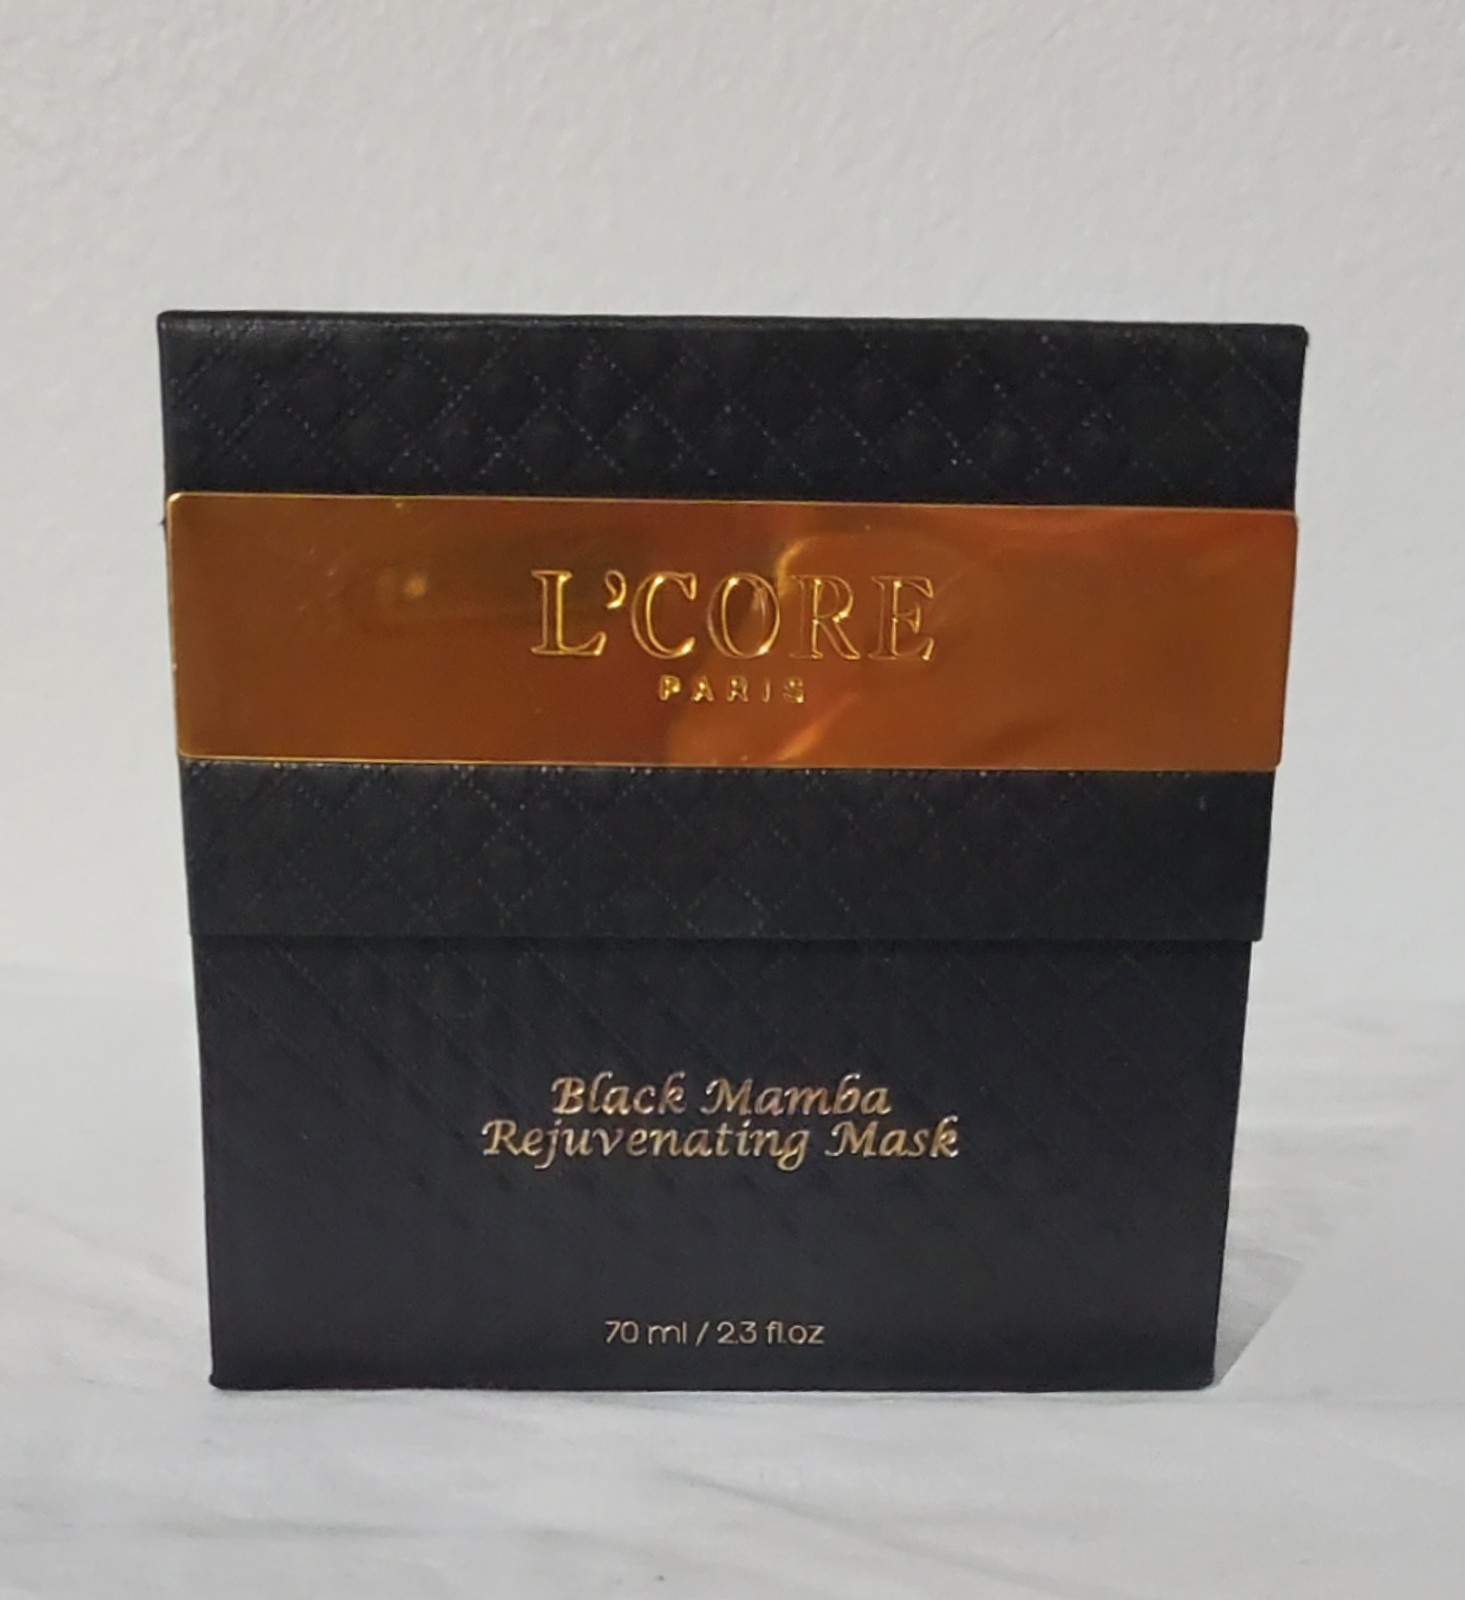 L'CORE
PARIS
Black Mamba
Rejuvenating Mask
70 ml / 2.3 fl.oz